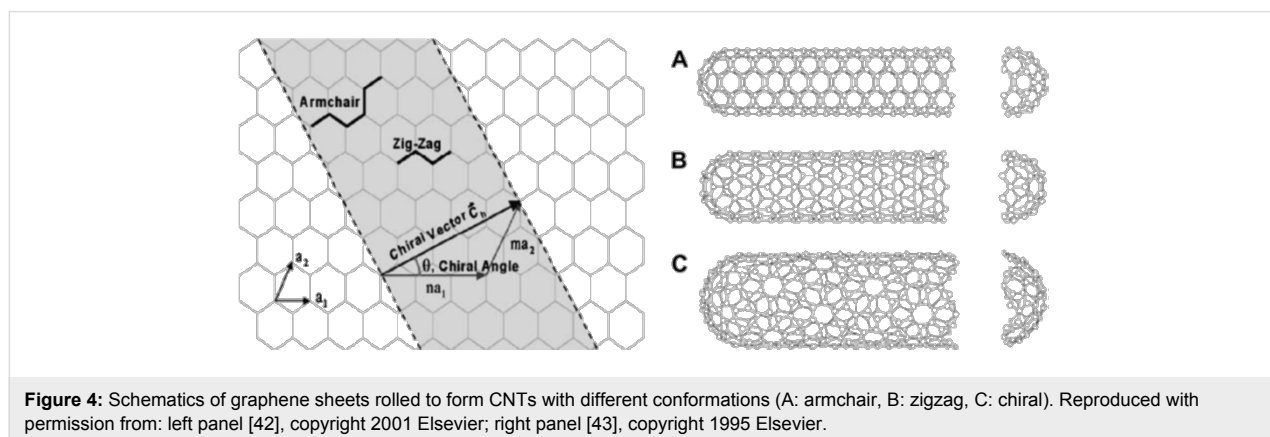 Armchair
Zig-Zag
Chiral Vector C⃗h
ma2
θ, Chiral Angle
na1
a2
a1
A
B
C
Figure 4: Schematics of graphene sheets rolled to form CNTs with different conformations (A: armchair, B: zigzag, C: chiral). Reproduced with
permission from: left panel [42], copyright 2001 Elsevier; right panel [43], copyright 1995 Elsevier.